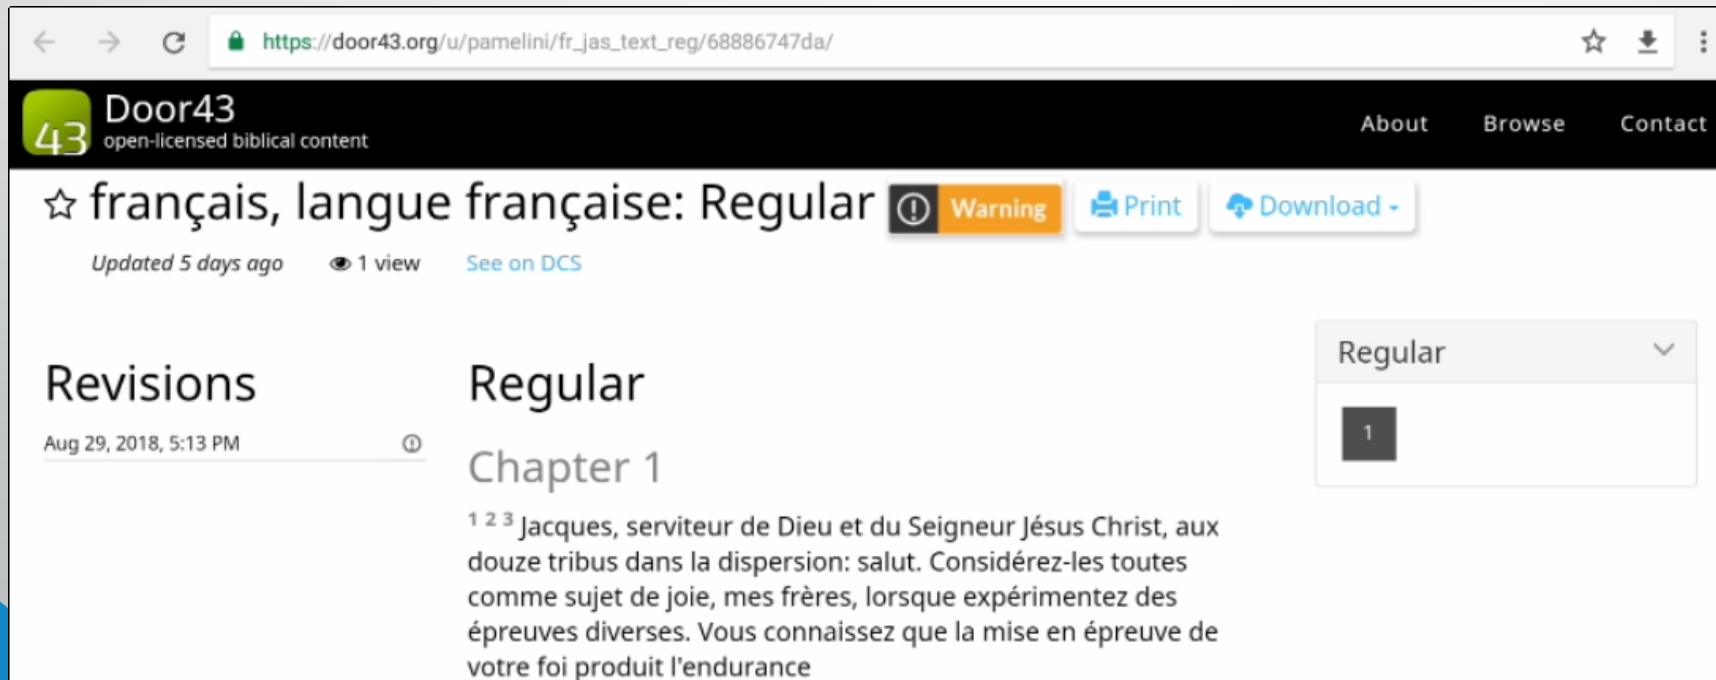 https://door43.org/u/pamelini/fr_jas_text_reg/68886747da/
43
Door43
open-licensed biblical content
About Browse Contact
français, langue française: Regular Warning Print Download
Updated 5 days ago 1 view See on DCS
Revisions
Aug 29, 2018, 5:13 PM
Regular
Chapter 1
1 2 3 Jacques, serviteur de Dieu et du Seigneur Jésus Christ, aux
douze tribus dans la dispersion: salut. Considérez-les toutes
comme sujet de joie, mes frères, lorsque expérimentez des
épreuves diverses. Vous connaissez que la mise en épreuve de
votre foi produit l'endurance
Regular
1